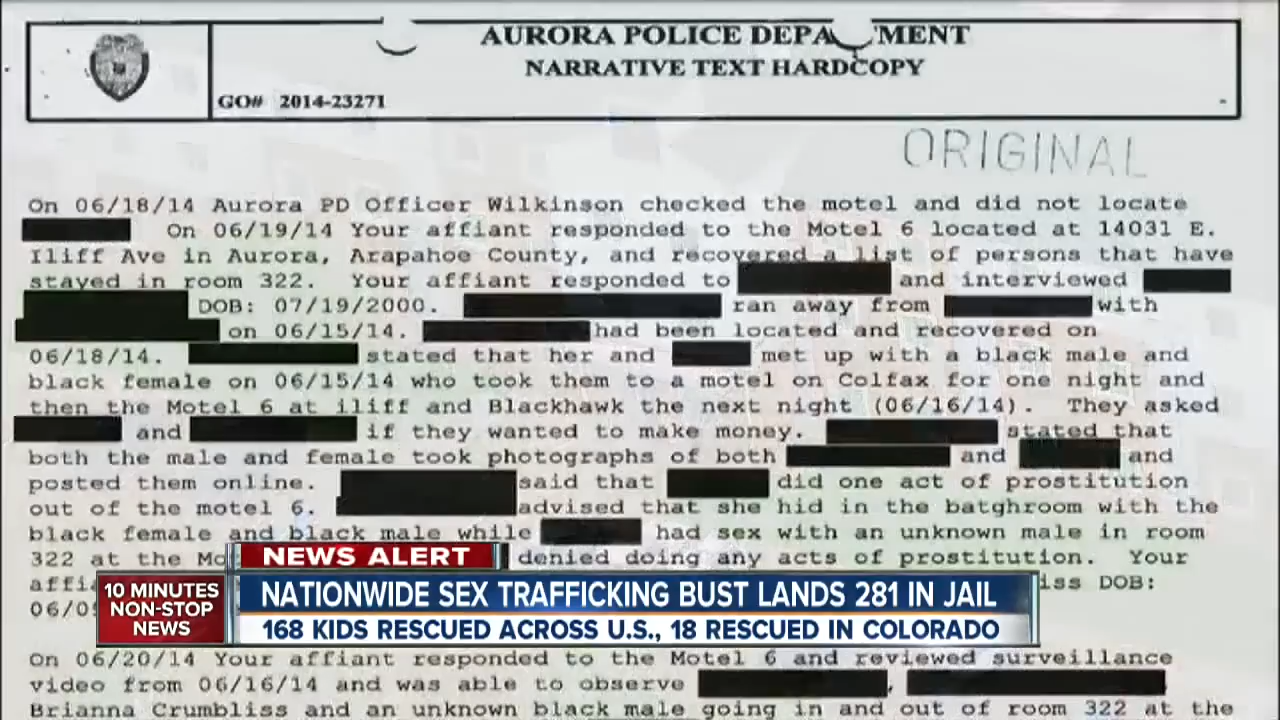 AURORA POLICE DEPA MENT
NARRATIVE TEXT HARDCOPY
GO# 2014-23271
ORIGINAL
On 06/18/14 Aurora PD Officer Wilkinson checked the motel and did not locate
On 06/19/14 Your affiant responded to the Motel 6 located at 14031 E.
Iliff Ave in Aurora, Arapahoe County, and recovered a list of persons that have
stayed in room 322. Your affiant responded to and interviewed
DOB: 07/19/2000. ran away from with
on 06/15/14. had been located and recovered on
06/18/14. stated that her and met up with a black male and
black female on 06/15/14 who took them to a motel on Colfax for one night and
then the Motel 6 at iliff and Blackhawk the next night (06/16/14). They asked
and if they wanted to make money. stated that
both the male and female took photographs of both and and
posted them online. said that did one act of prostitution
out of the motel 6. advised that she hid in the batghroom with the
black female and black male while had sex with an unknown male in room
322 at the Mo denied doing any acts of prostitution. Your
affia iss DOB:
06/0
NEWS ALERT
10 MINUTES
NON-STOP
NEWS
NATIONWIDE SEX TRAFFICKING BUST LANDS 281 IN JAIL
168 KIDS RESCUED ACROSS U.S., 18 RESCUED IN COLORADO
On 06/20/14 Your affiant responded to the Motel 6 and reviewed surveillance
video from 06/16/14 and was able to observe ,
Brianna Crumbliss and an unknown black male going in and out of room 322 at the